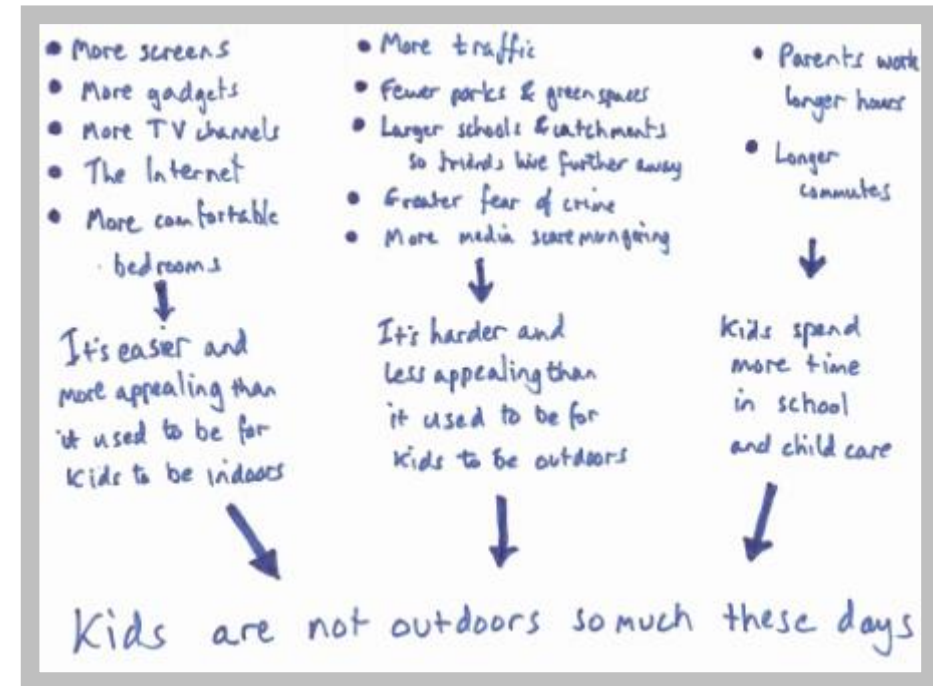 • More screens
• More gadgets
• More TV channels
• The Internet
• More comfortable
bedrooms
It's easier and
more appealing than
it used to be for
Kids to be indoors
• More traffic
• Fewer parks & green spaces
• Larger schools & catchments
so friends live further away
• Greater fear of crime
• More media scaremongering
It's harder and
less appealing than
it used to be for
Kids to be outdoors
• Parents work
longer hours
• Longer
commutes
Kids spend
more time
in school
and child care
Kids are not outdoors so much these days